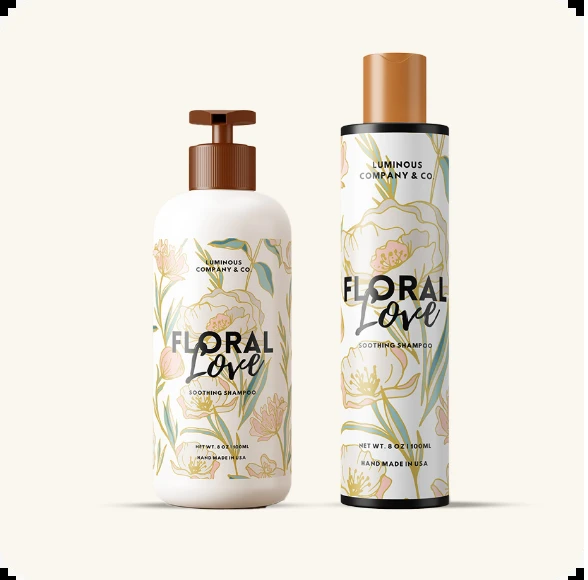 LUMINOUS
COMPANY & CO.
FLORAL
Love
SOOTHING SHAMPOO
NET WT. 8 OZ | 100ML
HAND MADE IN USA
LUMINOUS
COMPANY & CO
FLORAL
Love
SOOTHING SHAMPOO
NET WT. 8 OZ | 100ML
HAND MADE IN USA